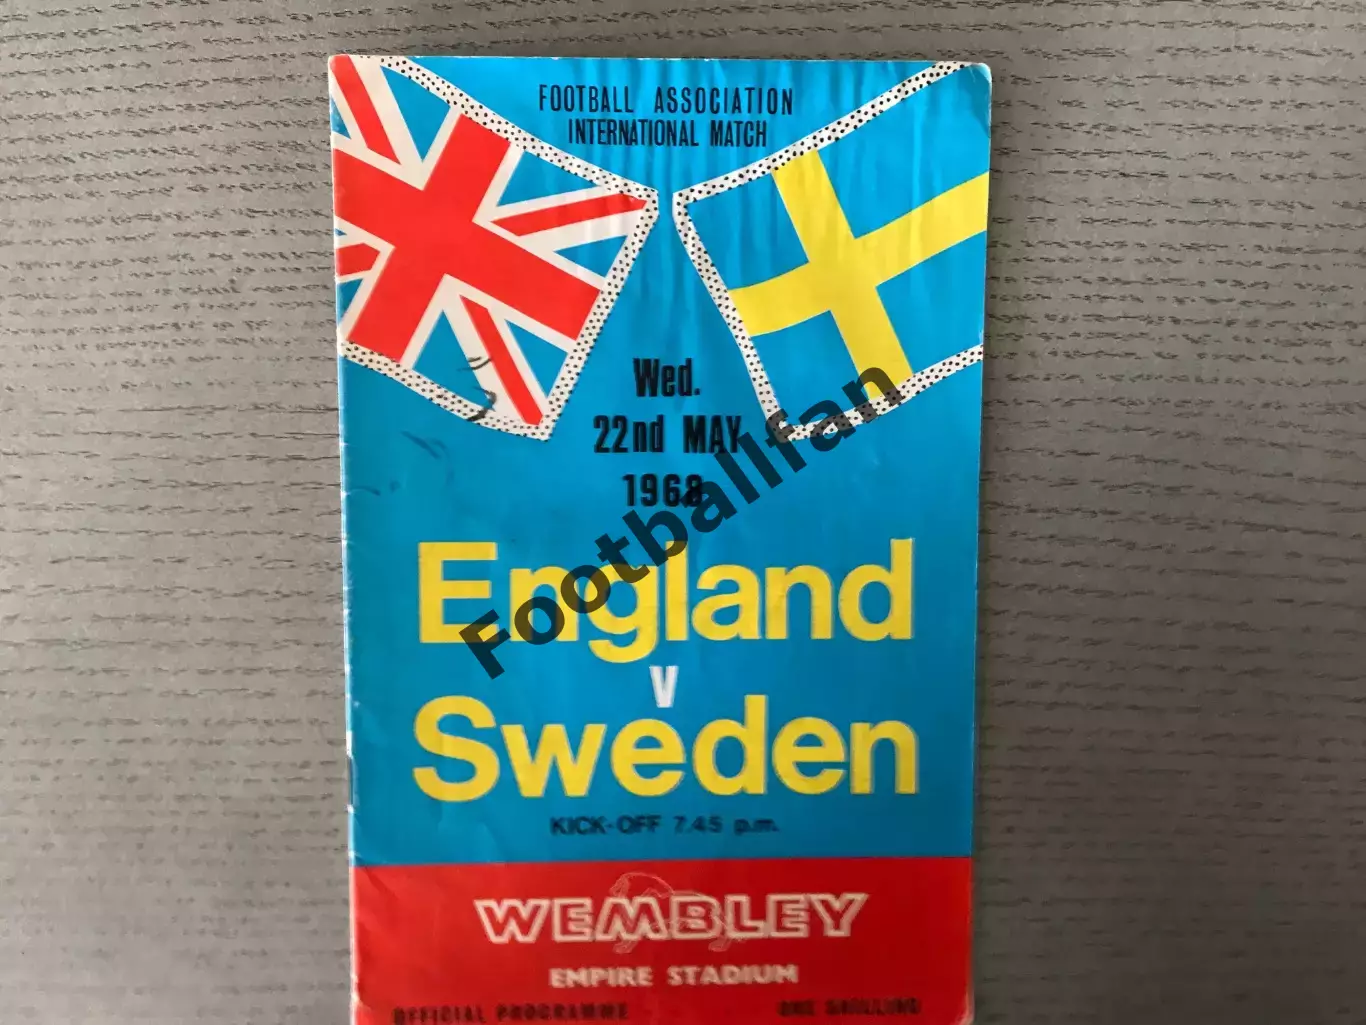 FOOTBALL ASSOCIATION
INTERNATIONAL MATCH
Wed.
22nd MAY
1968
Footballfan
England
v
Sweden
KICK-OFF 7.45 p.m.
WEMBLEY
EMPIRE STADIUM
OFFICIAL PROGRAMME ONE SHILLING